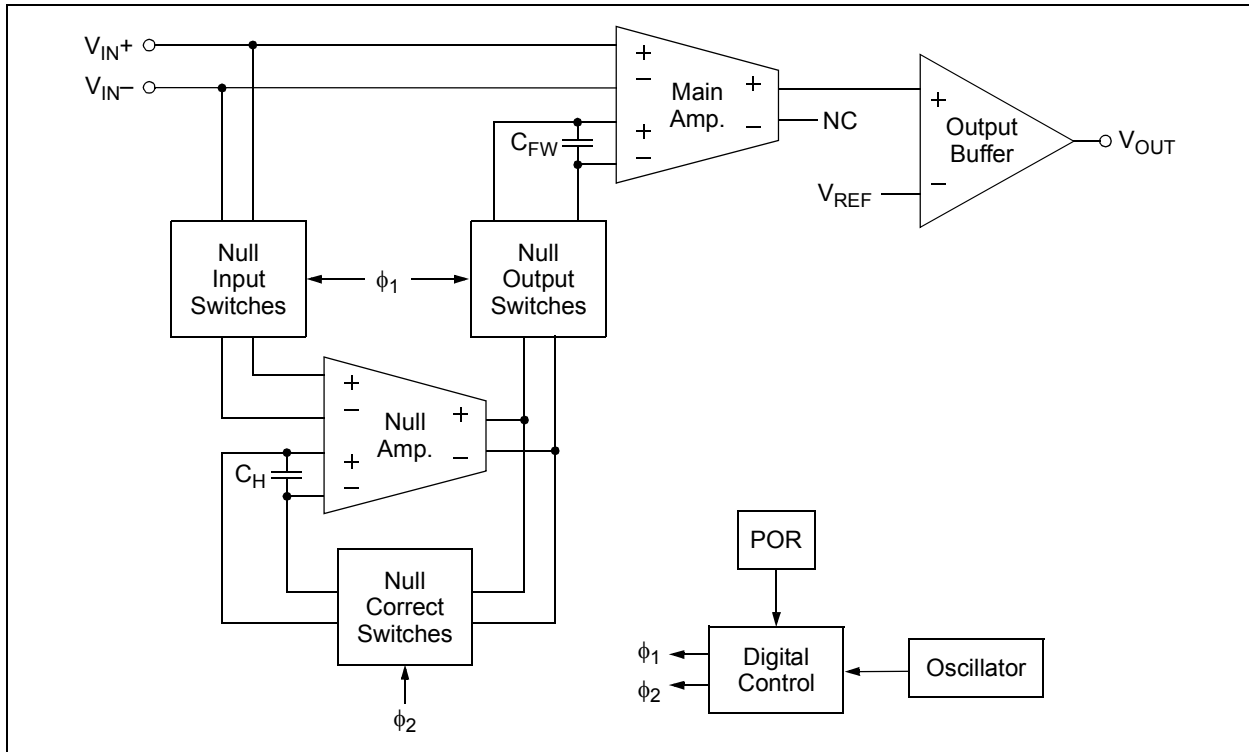 V_IN+
V_IN–
+
–
+
–
Main
Amp.
+
–
NC
C_FW
+
–
Output
Buffer
V_OUT
V_REF
Null
Input
Switches
ϕ1
Null
Output
Switches
+
–
+
–
Null
Amp.
+
–
C_H
Null
Correct
Switches
ϕ2
POR
ϕ1
ϕ2
Digital
Control
Oscillator